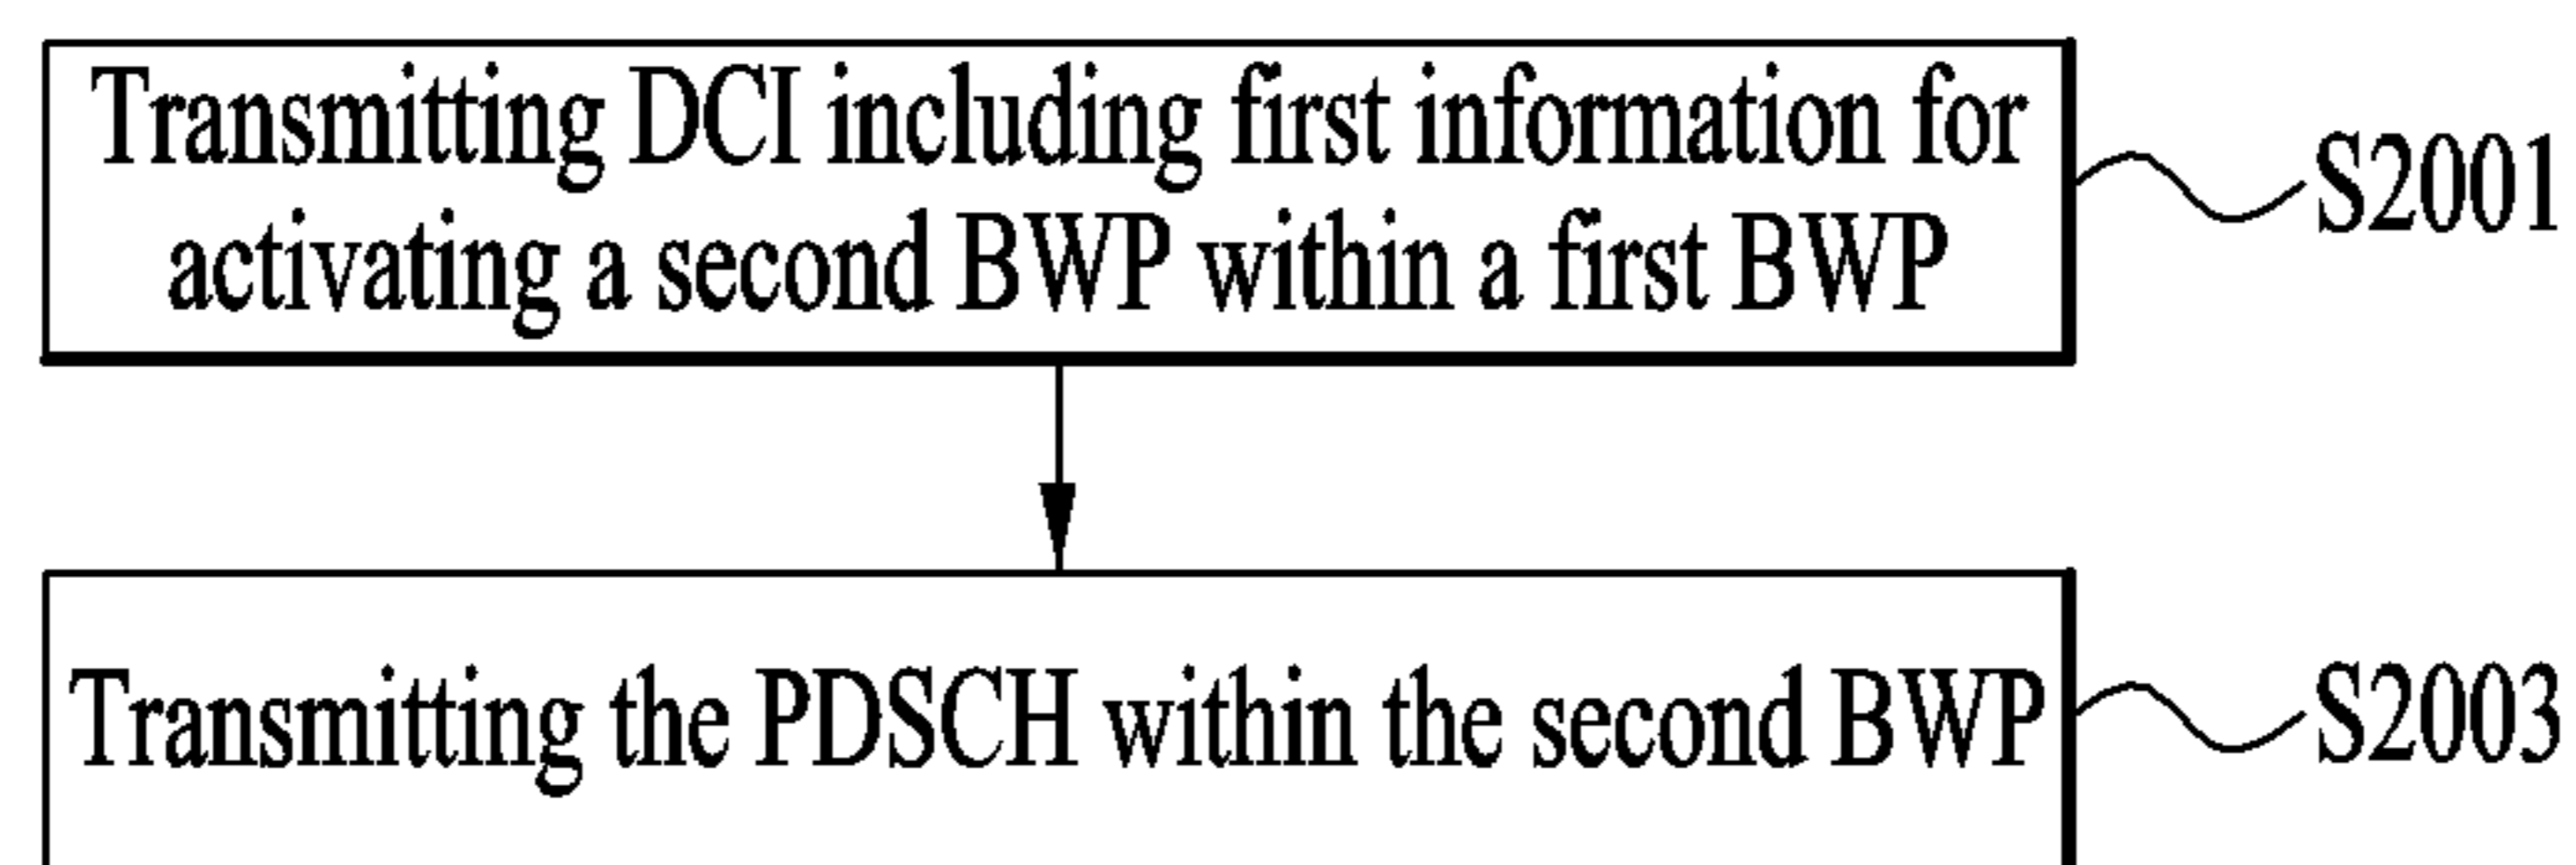 Transmitting DCI including first information for
activating a second BWP within a first BWP
S2001
Transmitting the PDSCH within the second BWP
S2003